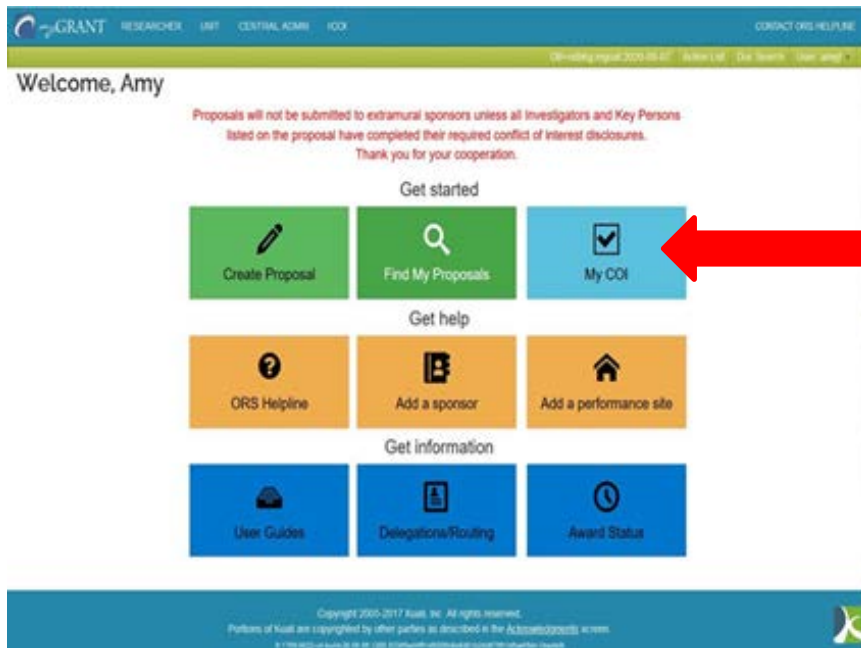 myGRANT RESEARCHER UNIT CENTRAL ADMIN CONTACT ORS HELPLINE
Action List Doc Search User: amy
Welcome, Amy
Proposals will not be submitted to extramural sponsors unless all Investigators and Key Persons
listed on the proposal have completed their required conflict of interest disclosures.
Thank you for your cooperation.
Get started
Create Proposal Find My Proposals My COI
Get help
ORS Helpline Add a sponsor Add a performance site
Get information
User Guides Delegations/Routing Award Status
Copyright 2005-2017 Kuali, Inc. All rights reserved.
Portions of Kuali are copyrighted by other parties as described in the Acknowledgments screen.